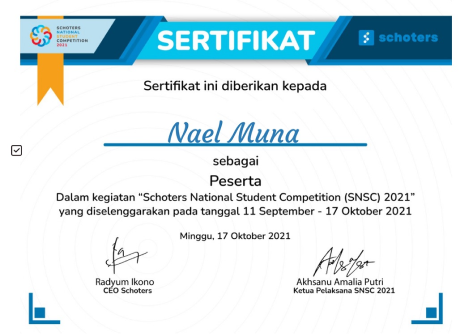 SCHOTERS
NATIONAL
STUDENT
COMPETITION
2021
SERTIFIKAT
schoters
Sertifikat ini diberikan kepada
Nael Muna
sebagai
Peserta
Dalam kegiatan "Schoters National Student Competition (SNSC) 2021"
yang diselenggarakan pada tanggal 11 September - 17 Oktober 2021
Minggu, 17 Oktober 2021
Radyum Ikono
CEO Schoters
Akhsanu Amalia Putri
Ketua Pelaksana SNSC 2021